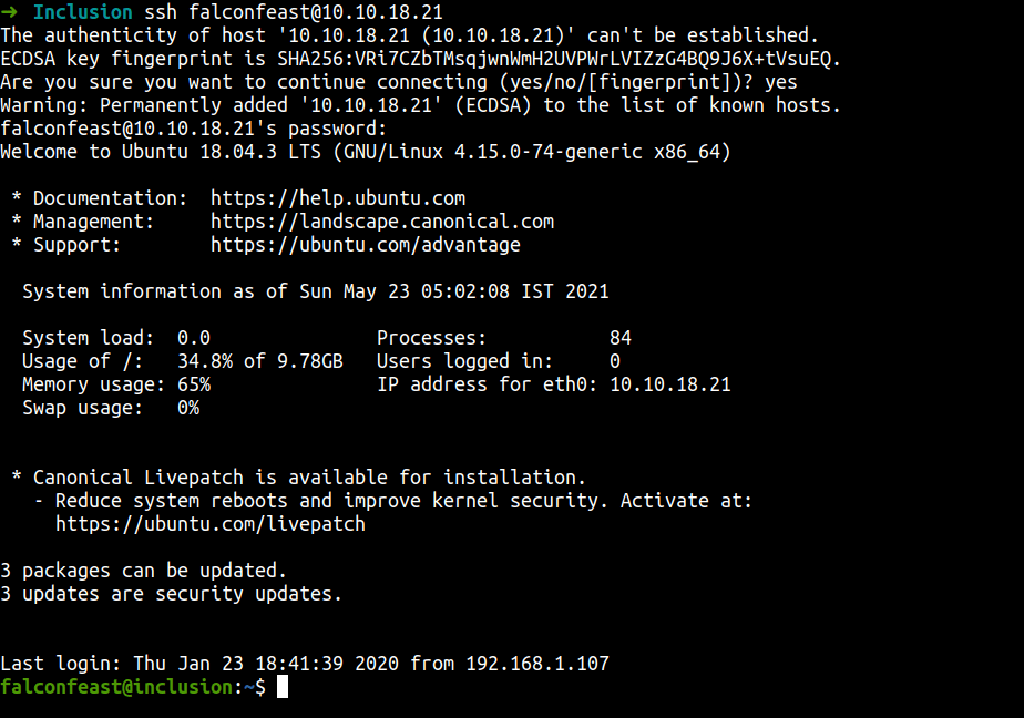 → Inclusion ssh falconfeast@10.10.18.21
The authenticity of host '10.10.18.21 (10.10.18.21)' can't be established.
ECDSA key fingerprint is SHA256:VRi7CZbTMsqjwnWmH2UVPWrLVIZzG4BQ9J6X+tVsuEQ.
Are you sure you want to continue connecting (yes/no/[fingerprint])? yes
Warning: Permanently added '10.10.18.21' (ECDSA) to the list of known hosts.
falconfeast@10.10.18.21's password:
Welcome to Ubuntu 18.04.3 LTS (GNU/Linux 4.15.0-74-generic x86_64)

 * Documentation:  https://help.ubuntu.com
 * Management:     https://landscape.canonical.com
 * Support:        https://ubuntu.com/advantage

  System information as of Sun May 23 05:02:08 IST 2021

  System load:  0.0               Processes:           84
  Usage of /:   34.8% of 9.78GB   Users logged in:     0
  Memory usage: 65%               IP address for eth0: 10.10.18.21
  Swap usage:   0%


 * Canonical Livepatch is available for installation.
   - Reduce system reboots and improve kernel security. Activate at:
     https://ubuntu.com/livepatch

3 packages can be updated.
3 updates are security updates.


Last login: Thu Jan 23 18:41:39 2020 from 192.168.1.107
falconfeast@inclusion:~$